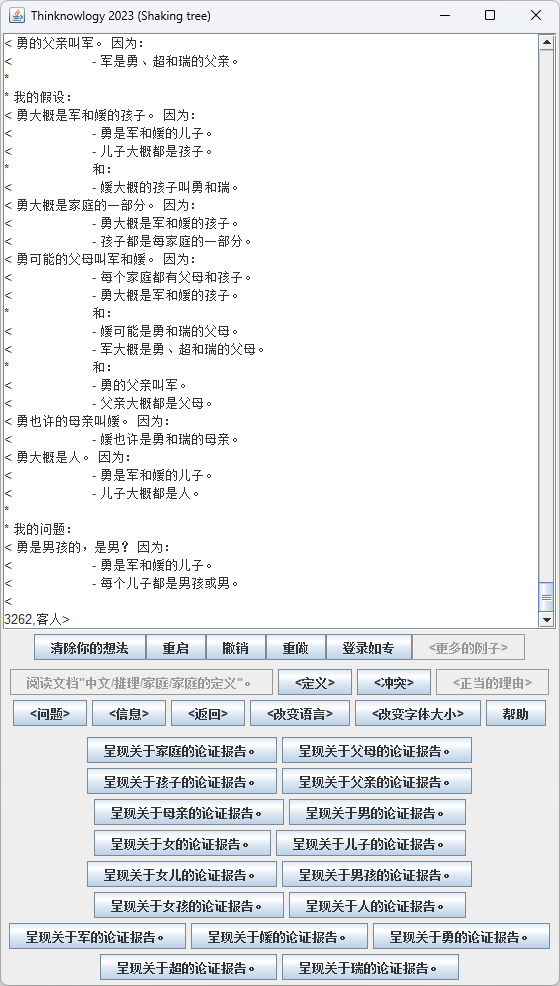 Thinknowlogy 2023 (Shaking tree)
< 勇的父亲叫军。 因为:
< - 军是勇、超和瑞的父亲。
*
* 我的假设:
< 勇大概是军和媛的孩子。 因为:
< - 勇是军和媛的儿子。
< - 儿子大概都是孩子。
* 和:
< - 媛大概的孩子叫勇和瑞。
< 勇大概是家庭的一部分。 因为:
< - 勇大概是军和媛的孩子。
< - 孩子都是每家庭的一部分。
< 勇可能的父母叫军和媛。 因为:
< - 每个家庭都有父母和孩子。
< - 勇大概是军和媛的孩子。
* 和:
< - 媛可能是勇和瑞的父母。
< - 军大概是勇、超和瑞的父母。
* 和:
< - 勇的父亲叫军。
< - 父亲大概都是父母。
< 勇也许的母亲叫媛。 因为:
< - 媛也许是勇和瑞的母亲。
< 勇大概是人。 因为:
< - 勇是军和媛的儿子。
< - 儿子大概都是人。
*
* 我的问题:
< 勇是男孩的，是男? 因为:
< - 勇是军和媛的儿子。
< - 每个儿子都是男孩或男。
<
3262,客人>
清除你的想法 重启 撤销 重做 登录如专 <更多的例子>
阅读文档"中文/推理/家庭/家庭的定义"。 <定义> <冲突> <正当的理由>
<问题> <信息> <返回> <改变语言> <改变字体大小> 帮助
呈现关于家庭的论证报告。 呈现关于父母的论证报告。
呈现关于孩子的论证报告。 呈现关于父亲的论证报告。
呈现关于母亲的论证报告。 呈现关于男的论证报告。
呈现关于女的论证报告。 呈现关于儿子的论证报告。
呈现关于女儿的论证报告。 呈现关于男孩的论证报告。
呈现关于女孩的论证报告。 呈现关于人的论证报告。
呈现关于军的论证报告。 呈现关于媛的论证报告。 呈现关于勇的论证报告。
呈现关于超的论证报告。 呈现关于瑞的论证报告。